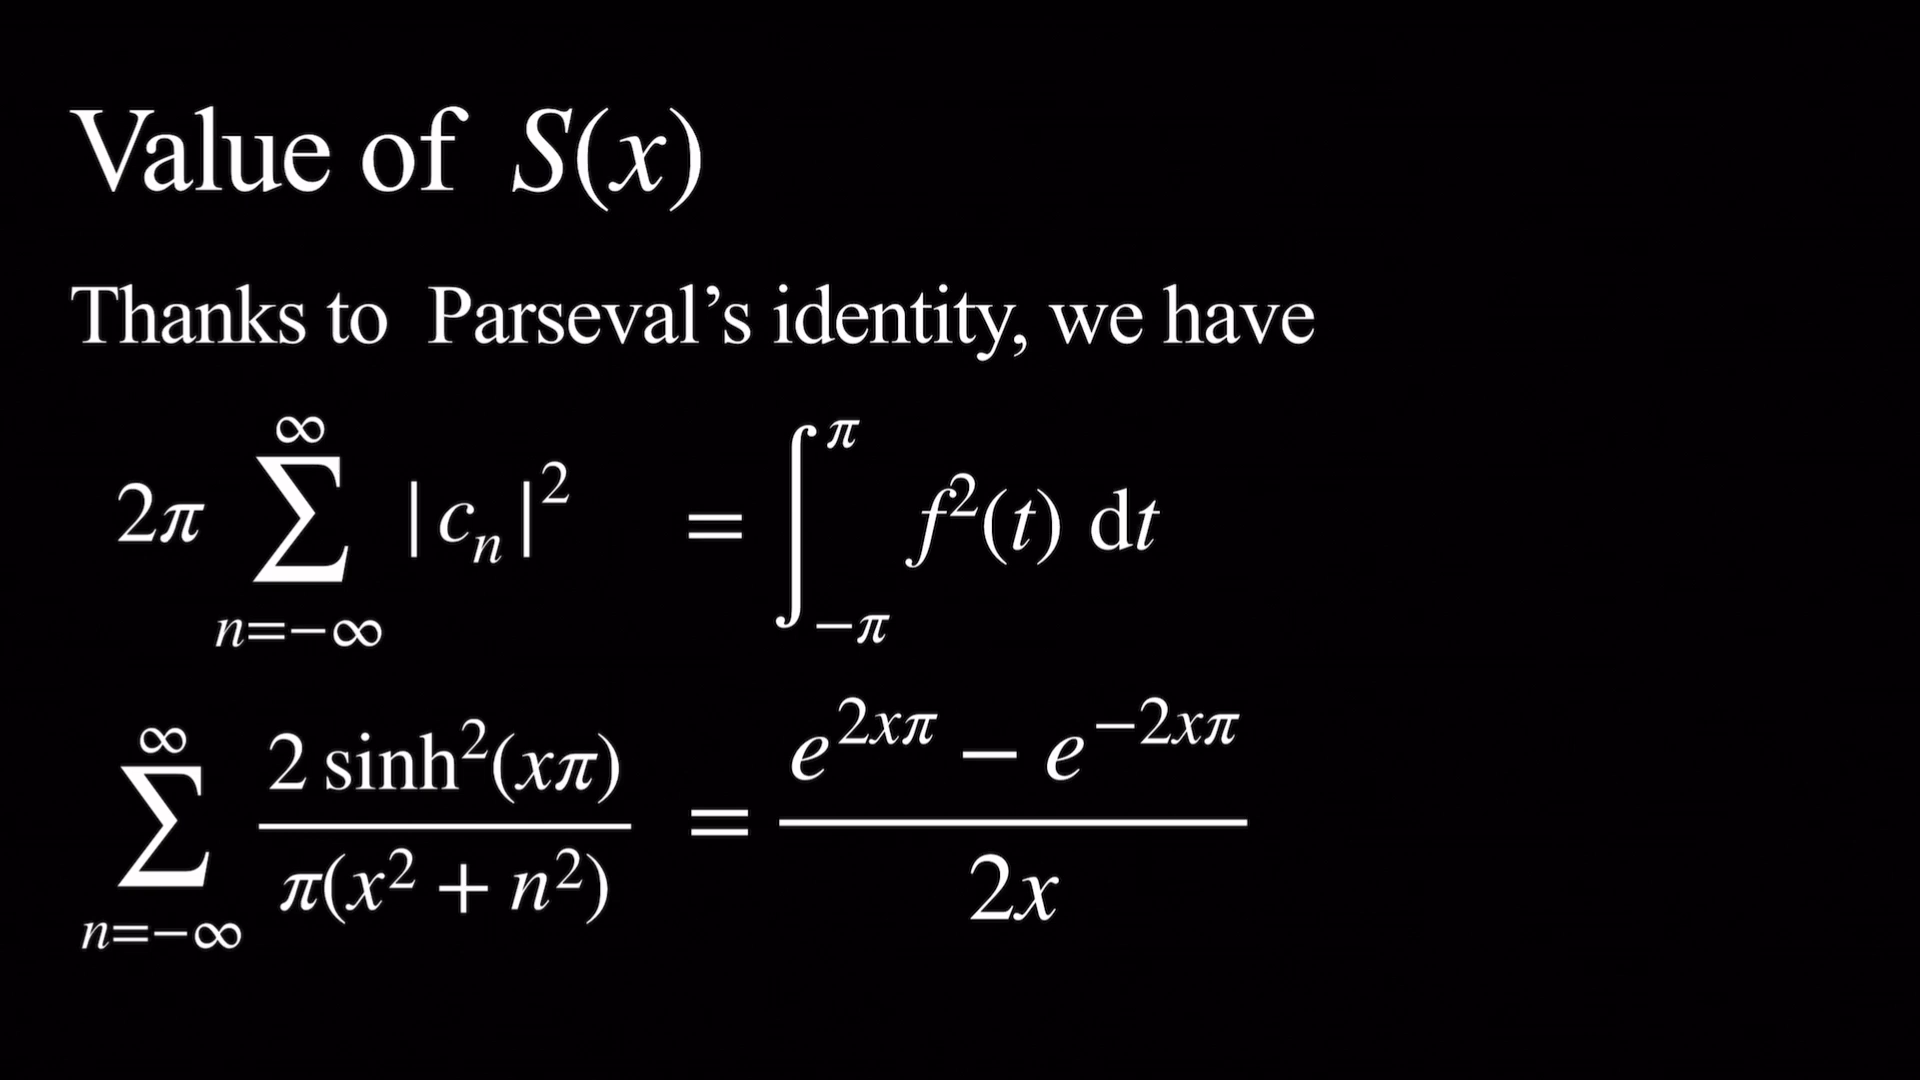 Value of S(x)
Thanks to Parseval’s identity, we have
2π ∑_{n=−∞}^{∞} |c_n|² = ∫_{−π}^{π} f²(t) dt
∑_{n=−∞}^{∞} (2 sinh²(xπ))/(π(x² + n²)) = (e^{2xπ} − e^{−2xπ})/(2x)